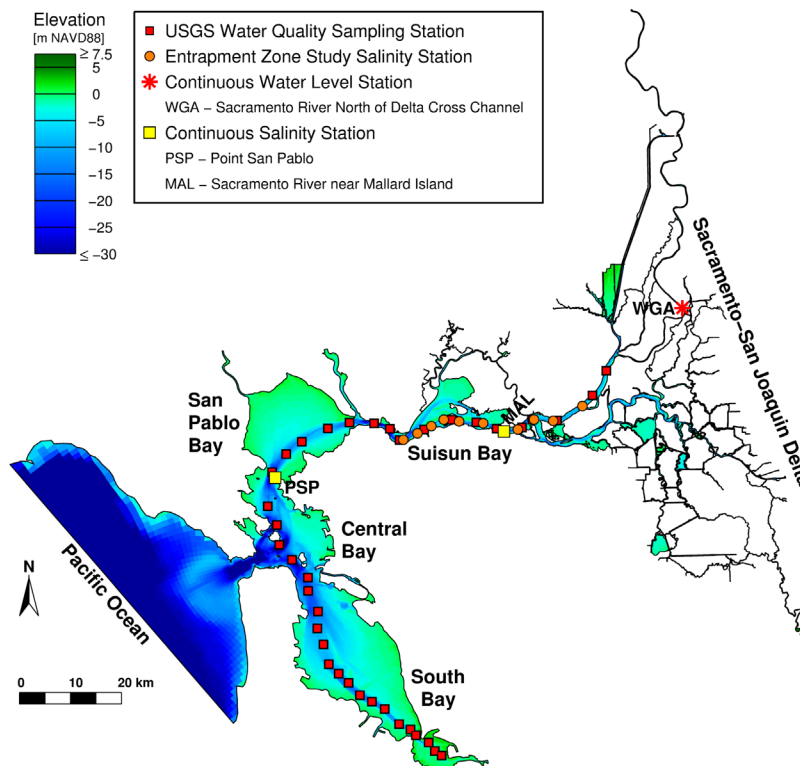 Elevation
[m NAVD88]
≥ 7.5
5
0
−5
−10
−15
−20
−25
≤ −30
USGS Water Quality Sampling Station
Entrapment Zone Study Salinity Station
Continuous Water Level Station
WGA − Sacramento River North of Delta Cross Channel
Continuous Salinity Station
PSP − Point San Pablo
MAL − Sacramento River near Mallard Island
Sacramento−San Joaquin Delta
WGA
San
Pablo
Bay
MAL
Suisun Bay
PSP
Central
Bay
Pacific Ocean
N
0 10 20 km
South
Bay